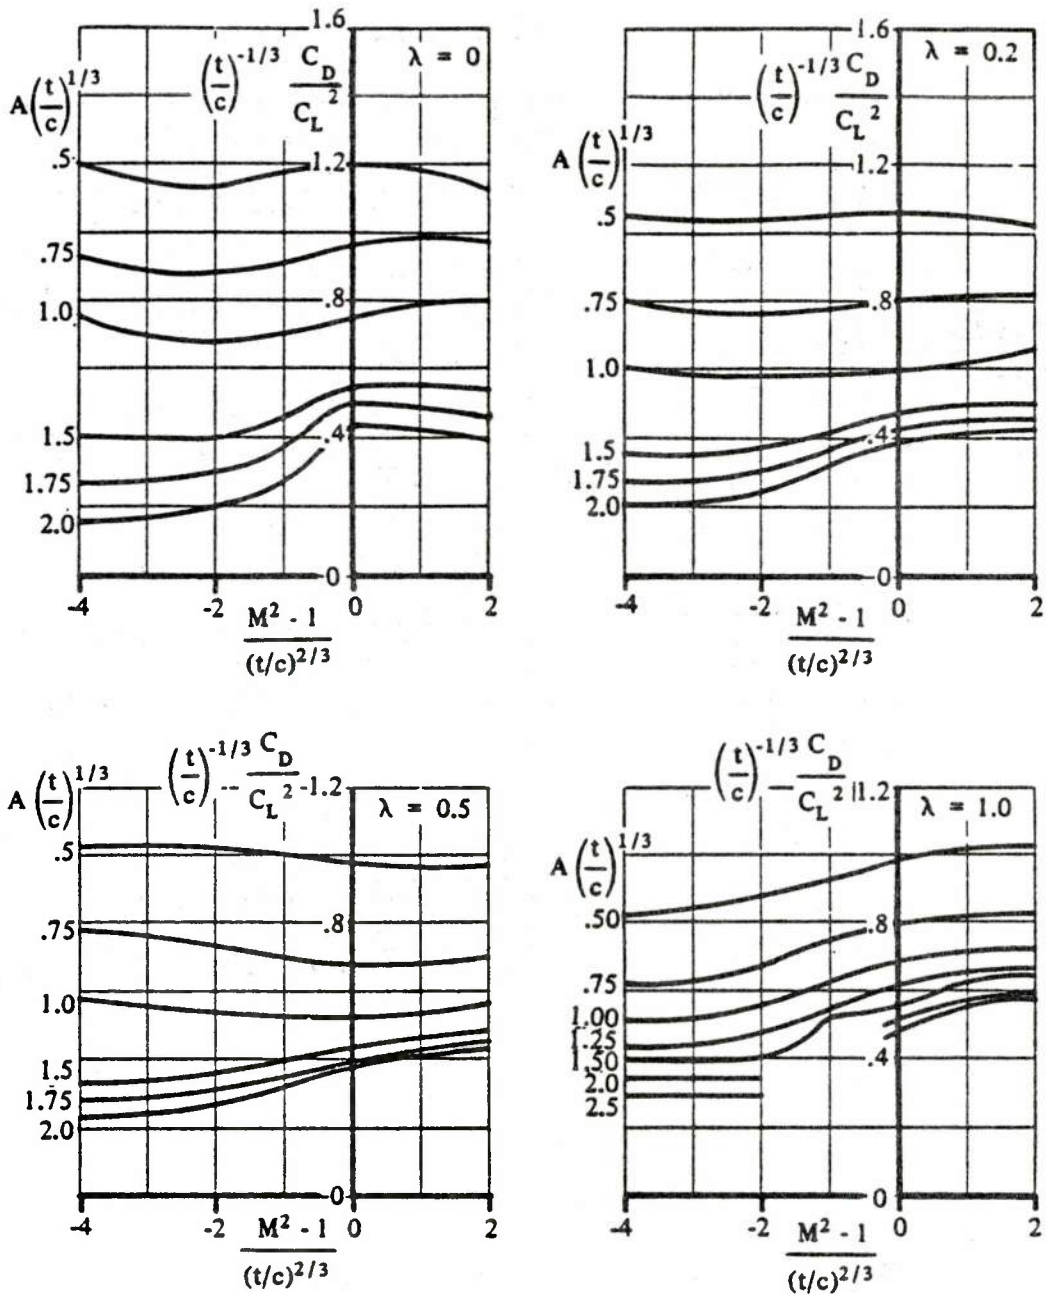 1.6
λ = 0
A (t/c)^1/3
(t/c)^-1/3 C_D / C_L^2
.5
1.2
.75
1.0
.8
1.5
.4
1.75
2.0
0
-4 -2 0 2
M² - 1
(t/c)^2/3
1.6
λ = 0.2
(t/c)^-1/3 C_D / C_L^2
A (t/c)^1/3
1.2
.5
.75
.8
1.0
1.5
.4
1.75
2.0
0
-4 -2 0 2
M² - 1
(t/c)^2/3
(t/c)^-1/3 C_D / C_L^2
A (t/c)^1/3
1.2
λ = 0.5
.5
.75
.8
1.0
1.5
1.75
2.0
0
-4 -2 0 2
M² - 1
(t/c)^2/3
(t/c)^-1/3 C_D / C_L^2
1.2
λ = 1.0
A (t/c)^1/3
.50
.8
.75
1.00
1.25
1.50
.4
2.0
2.5
0
-4 -2 0 2
M² - 1
(t/c)^2/3